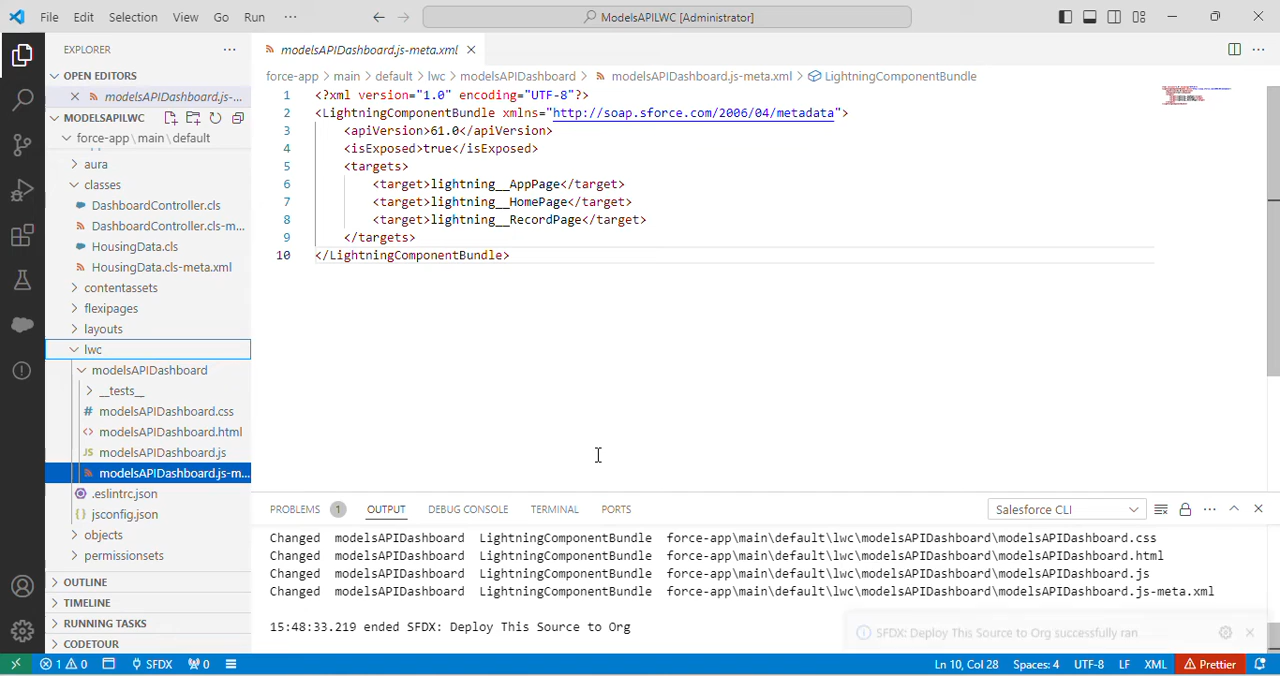 File Edit Selection View Go Run ··· ModelsAPILWC [Administrator]
EXPLORER ···
OPEN EDITORS
modelsAPIDashboard.js-...
MODELSAPILWC
force-app \ main \ default
aura
classes
DashboardController.cls
DashboardController.cls-m...
HousingData.cls
HousingData.cls-meta.xml
contentassets
flexipages
layouts
lwc
modelsAPIDashboard
__tests__
modelsAPIDashboard.css
modelsAPIDashboard.html
modelsAPIDashboard.js
modelsAPIDashboard.js-m...
.eslintrc.json
jsconfig.json
objects
permissionsets
OUTLINE
TIMELINE
RUNNING TASKS
CODETOUR
modelsAPIDashboard.js-meta.xml
force-app > main > default > lwc > modelsAPIDashboard > modelsAPIDashboard.js-meta.xml > LightningComponentBundle
1 <?xml version="1.0" encoding="UTF-8"?>
2 <LightningComponentBundle xmlns="http://soap.sforce.com/2006/04/metadata">
3 <apiVersion>61.0</apiVersion>
4 <isExposed>true</isExposed>
5 <targets>
6 <target>lightning__AppPage</target>
7 <target>lightning__HomePage</target>
8 <target>lightning__RecordPage</target>
9 </targets>
10 </LightningComponentBundle>
PROBLEMS 1 OUTPUT DEBUG CONSOLE TERMINAL PORTS Salesforce CLI
Changed modelsAPIDashboard LightningComponentBundle force-app\main\default\lwc\modelsAPIDashboard\modelsAPIDashboard.css
Changed modelsAPIDashboard LightningComponentBundle force-app\main\default\lwc\modelsAPIDashboard\modelsAPIDashboard.html
Changed modelsAPIDashboard LightningComponentBundle force-app\main\default\lwc\modelsAPIDashboard\modelsAPIDashboard.js
Changed modelsAPIDashboard LightningComponentBundle force-app\main\default\lwc\modelsAPIDashboard\modelsAPIDashboard.js-meta.xml
15:48:33.219 ended SFDX: Deploy This Source to Org
SFDX: Deploy This Source to Org successfully ran
1 0 SFDX 0 Ln 10, Col 28 Spaces: 4 UTF-8 LF XML Prettier